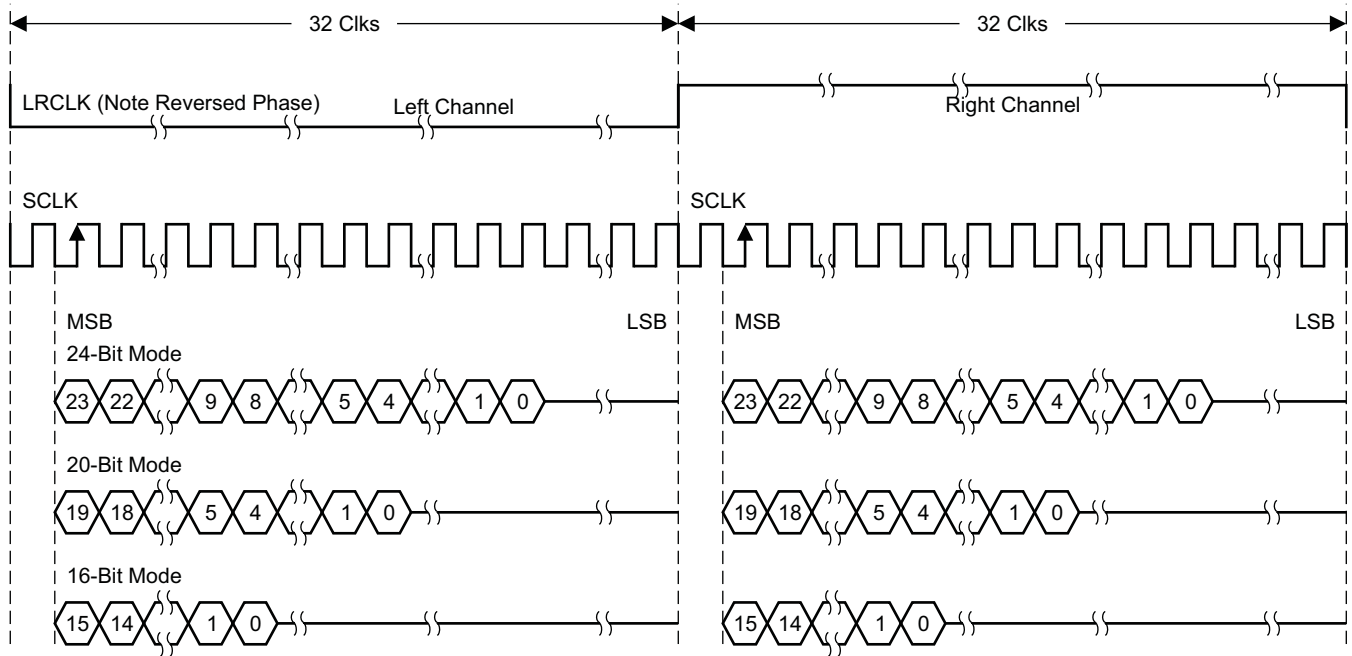 32 Clks 32 Clks
LRCLK (Note Reversed Phase) Left Channel Right Channel
SCLK SCLK
MSB LSB MSB LSB
24-Bit Mode
23 22 9 8 5 4 1 0 23 22 9 8 5 4 1 0
20-Bit Mode
19 18 5 4 1 0 19 18 5 4 1 0
16-Bit Mode
15 14 1 0 15 14 1 0